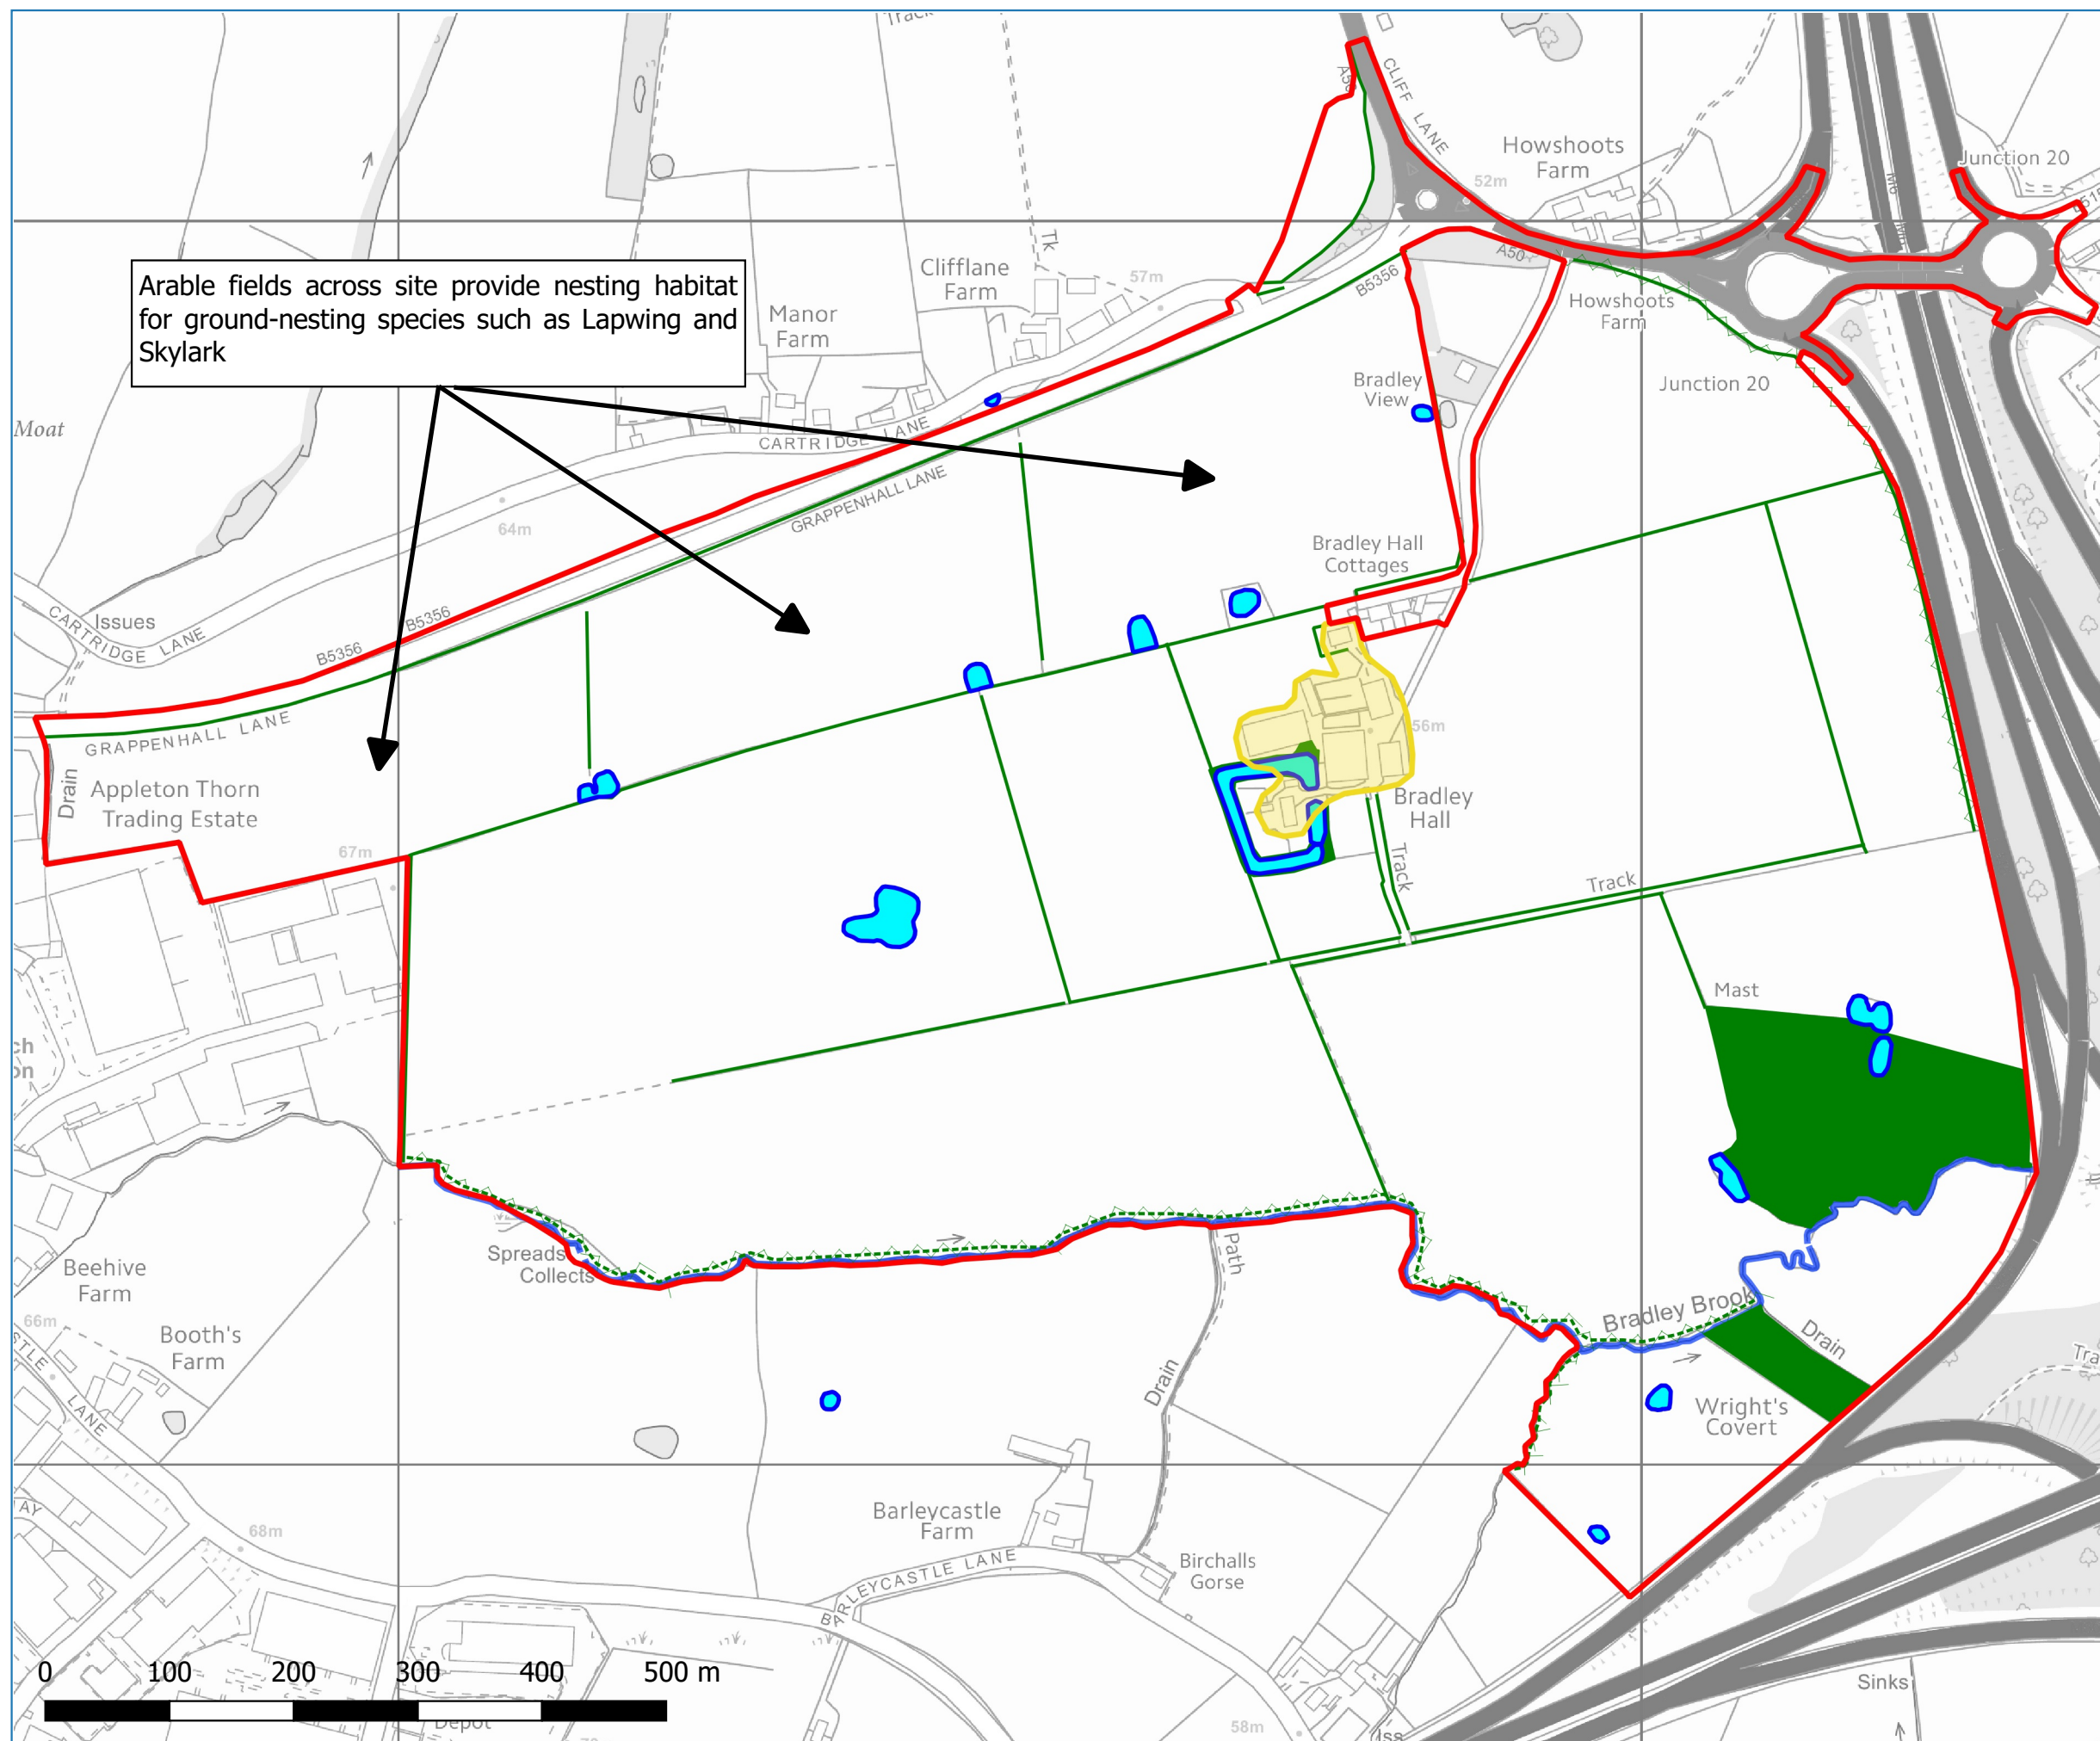 Track
A50
CLIFF LANE
Howshoots
Farm
52m
Junction 20
M6
Arable fields across site provide nesting habitat
for ground-nesting species such as Lapwing and
Skylark
Tk
Clifflane
Farm
57m
B5356
A50
Howshoots
Farm
Manor
Farm
Junction 20
Bradley
View
Moat
CARTRIDGE LANE
GRAPPENHALL LANE
64m
Bradley Hall
Cottages
Issues
CARTRIDGE LANE
B5356
B5356
GRAPPENHALL LANE
56m
Drain
Appleton Thorn
Trading Estate
Bradley
Hall
67m
Track
Track
Mast
Spreads
Collects
Path
Beehive
Farm
Bradley Brook
Drain
66m
Booth's
Farm
LANE
Drain
Wright's
Covert
Barleycastle
Farm
68m
Birchalls
Gorse
BARLEYCASTLE LANE
0 100 200 300 400 500 m
Sinks
Depot
58m